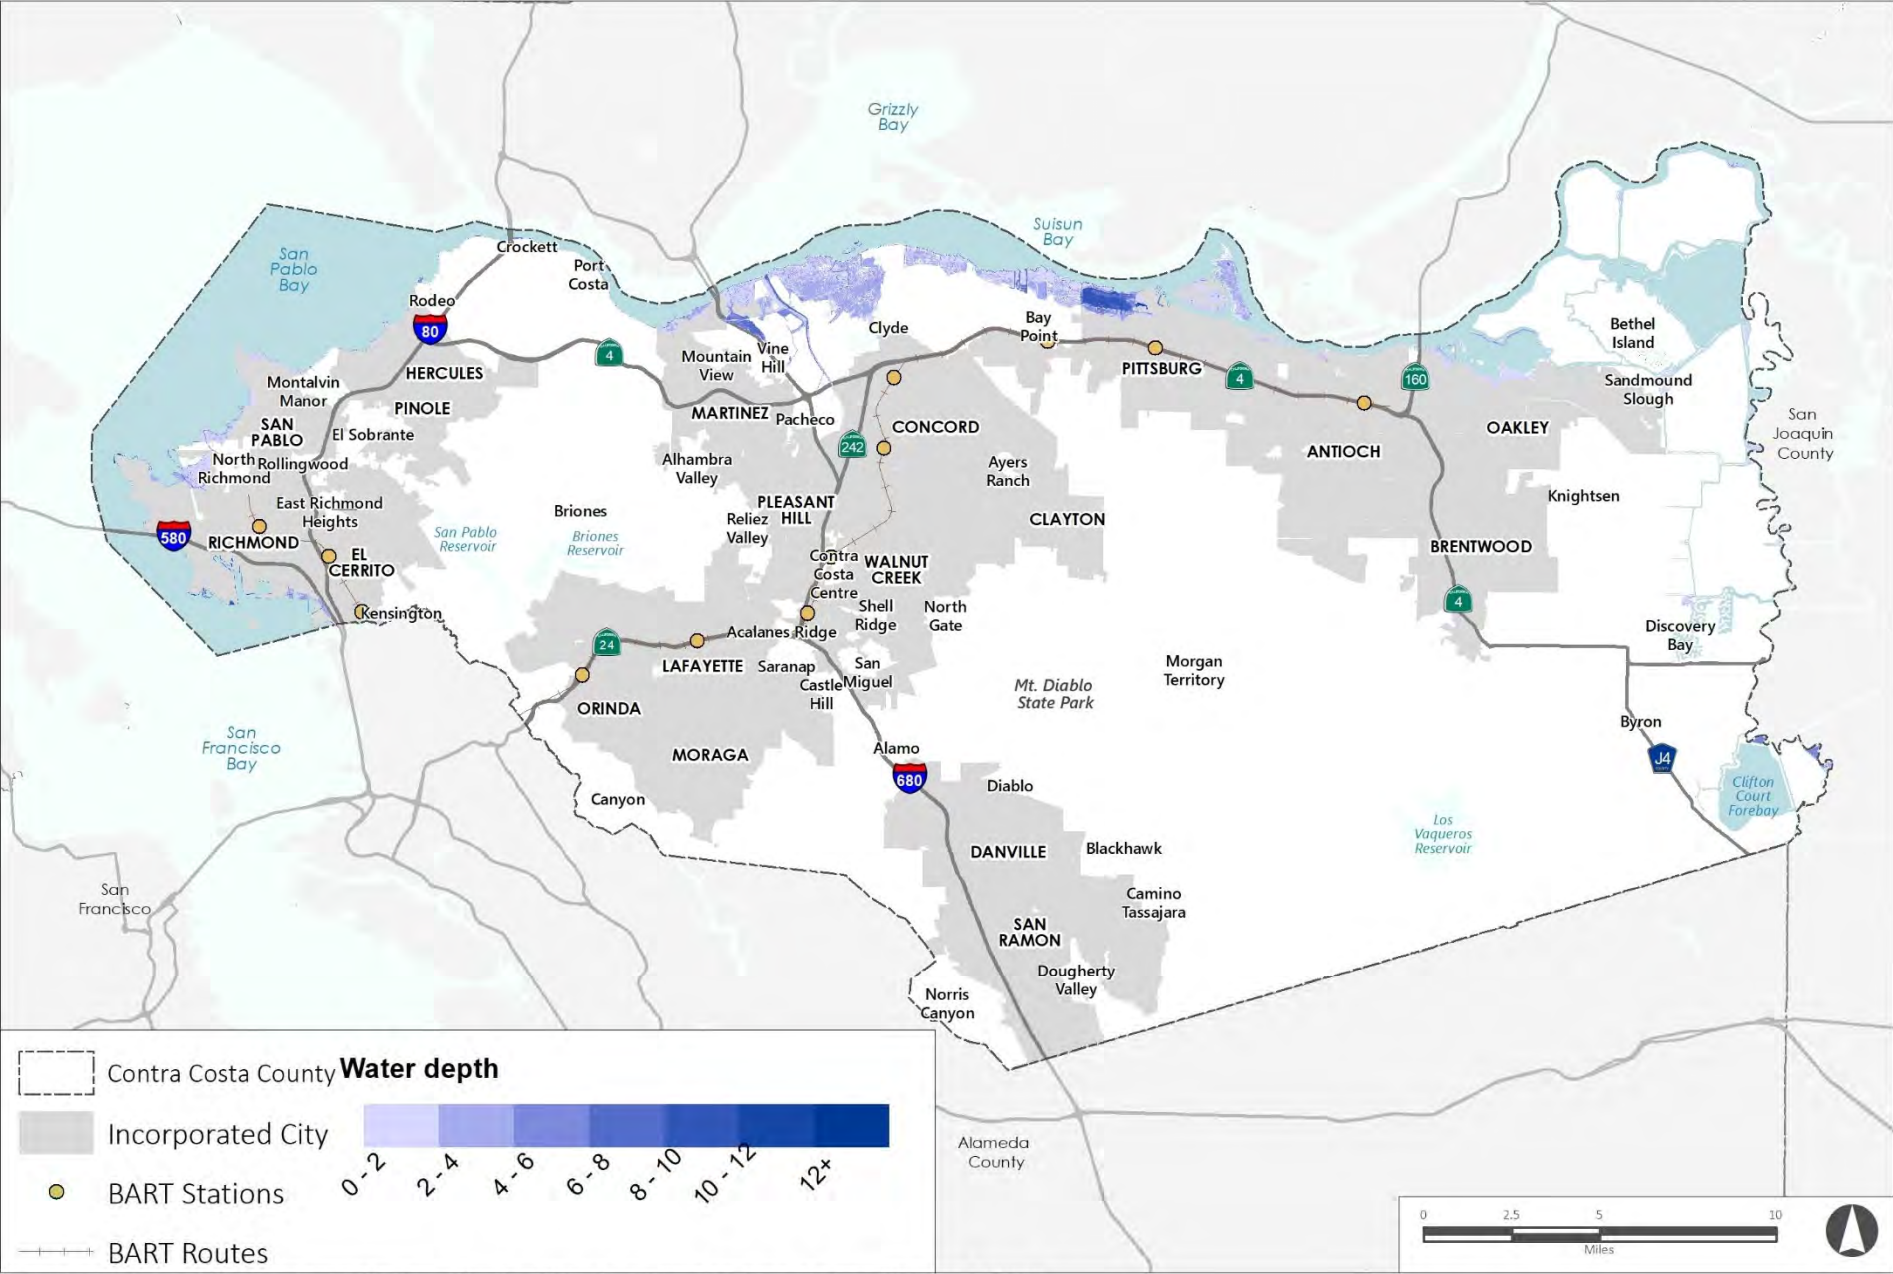 Grizzly
Bay
Suisun
Bay
San
Pablo
Bay
Crockett
Port
Costa
Rodeo
80
4
HERCULES
Montalvin
Manor
PINOLE
SAN
PABLO
El Sobrante
North
Richmond
Rollingwood
East Richmond
Heights
580
RICHMOND
EL
CERRITO
Kensington
San Pablo
Reservoir
Briones
Briones
Reservoir
Mountain
View
Vine
Hill
Clyde
Bay
Point
MARTINEZ
Pacheco
242
CONCORD
Alhambra
Valley
Ayers
Ranch
PLEASANT
HILL
Reliez
Valley
CLAYTON
Contra
Costa
Centre
WALNUT
CREEK
Shell
Ridge
North
Gate
Acalanes Ridge
24
LAFAYETTE
Saranap
San
Miguel
Castle
Hill
ORINDA
MORAGA
Canyon
Alamo
680
Diablo
Mt. Diablo
State Park
Morgan
Territory
DANVILLE
Blackhawk
Camino
Tassajara
SAN
RAMON
Dougherty
Valley
Norris
Canyon
PITTSBURG
4
160
ANTIOCH
OAKLEY
Bethel
Island
Sandmound
Slough
San
Joaquin
County
Knightsen
BRENTWOOD
4
Discovery
Bay
Byron
J4
Clifton
Court
Forebay
Los
Vaqueros
Reservoir
San
Francisco
Bay
San
Francisco
Alameda
County
Contra Costa County
Incorporated City
BART Stations
BART Routes
Water depth
0 - 2
2 - 4
4 - 6
6 - 8
8 - 10
10 - 12
12+
0 2.5 5 10
Miles